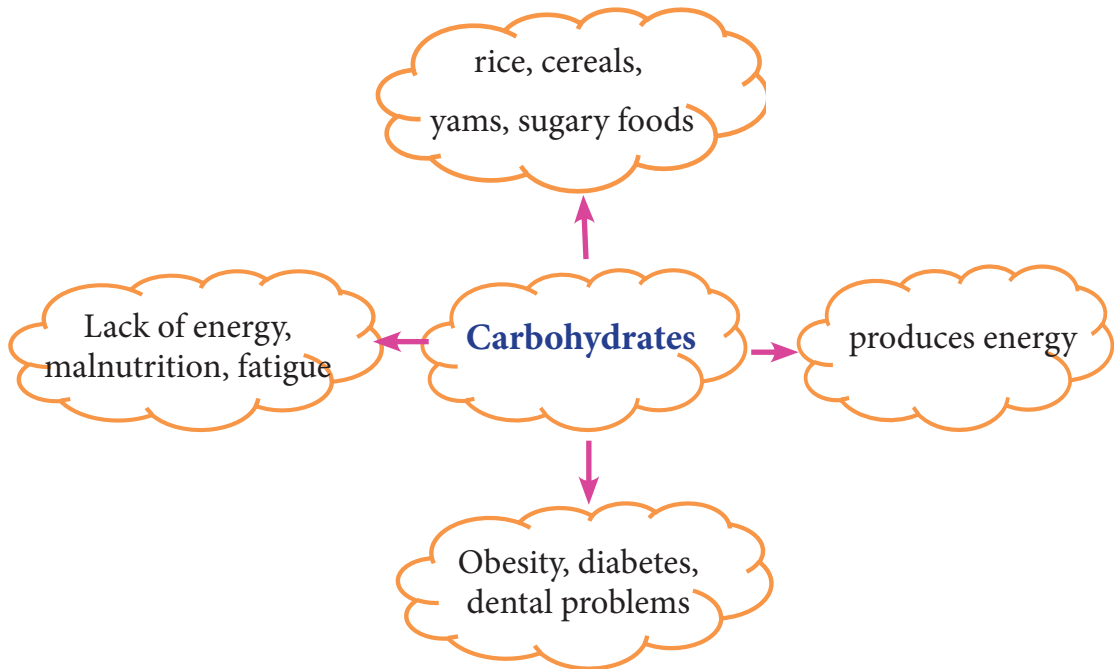 rice, cereals,
yams, sugary foods
Lack of energy,
malnutrition, fatigue
Carbohydrates
produces energy
Obesity, diabetes,
dental problems